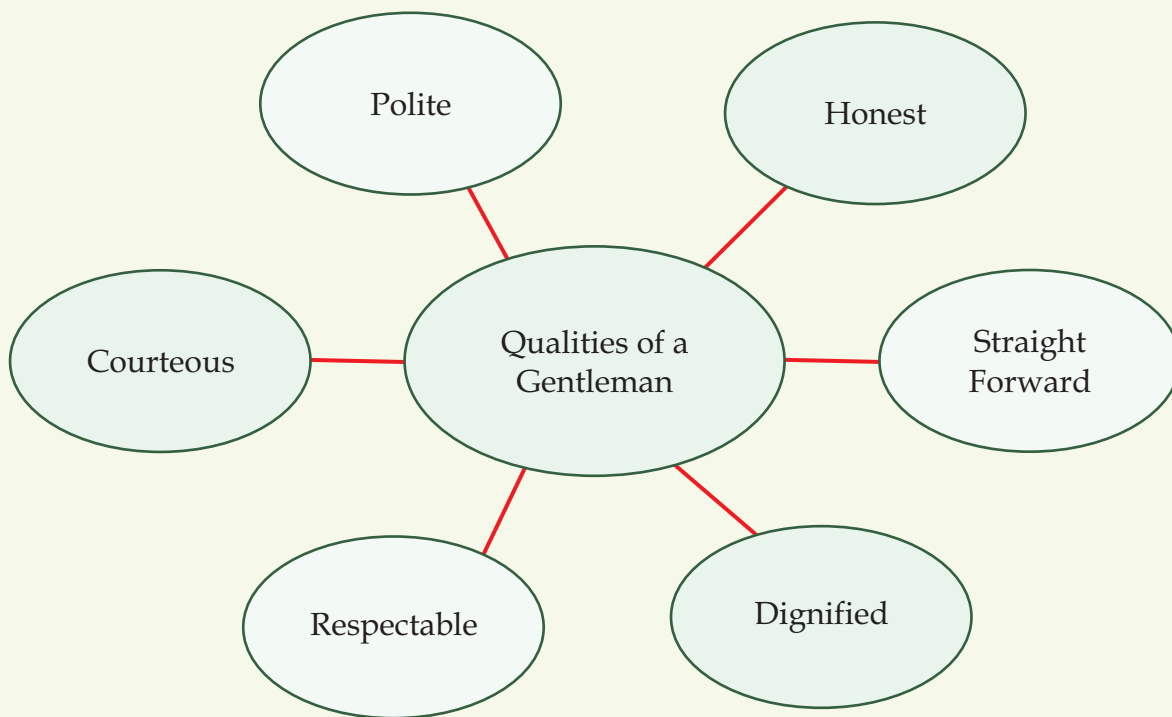 Polite
Honest
Courteous
Qualities of a
Gentleman
Straight
Forward
Respectable
Dignified